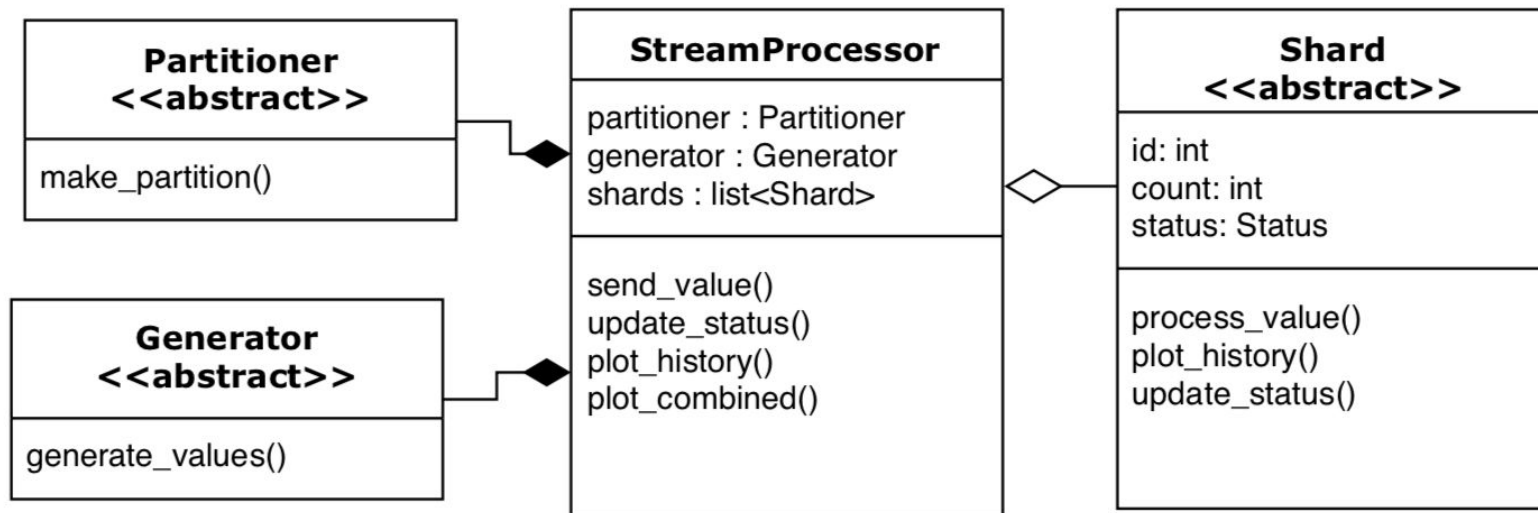 Partitioner
<<abstract>>
make_partition()
Generator
<<abstract>>
generate_values()
StreamProcessor
partitioner : Partitioner
generator : Generator
shards : list<Shard>
send_value()
update_status()
plot_history()
plot_combined()
Shard
<<abstract>>
id: int
count: int
status: Status
process_value()
plot_history()
update_status()